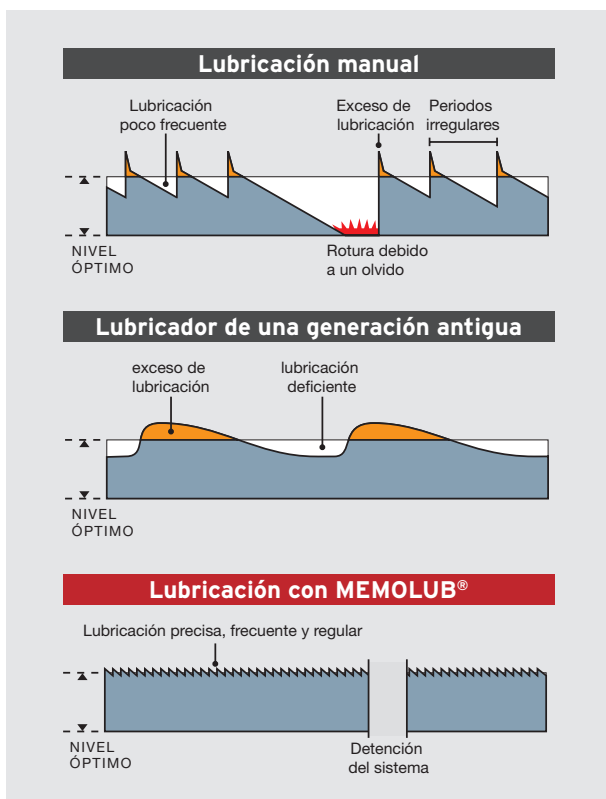 Lubricación manual
Lubricación
poco frecuente
Exceso de
lubricación
Periodos
irregulares
NIVEL
ÓPTIMO
Rotura debido
a un olvido
Lubricador de una generación antigua
exceso de
lubricación
lubricación
deficiente
NIVEL
ÓPTIMO
Lubricación con MEMOLUB®
Lubricación precisa, frecuente y regular
NIVEL
ÓPTIMO
Detención
del sistema